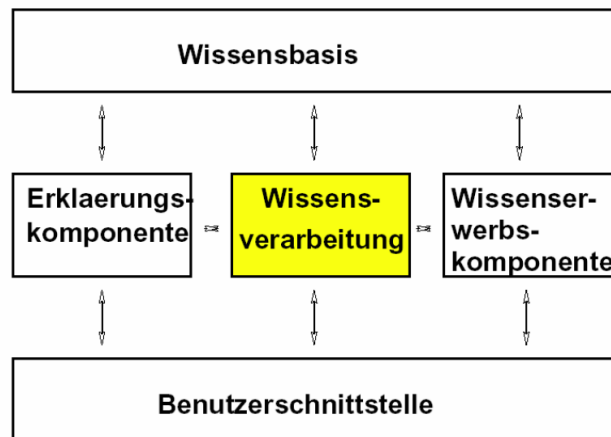 Wissensbasis
Erklaerungs-
komponente
Wissens-
verarbeitung
Wissenser-
werbs-
komponente
Benutzerschnittstelle